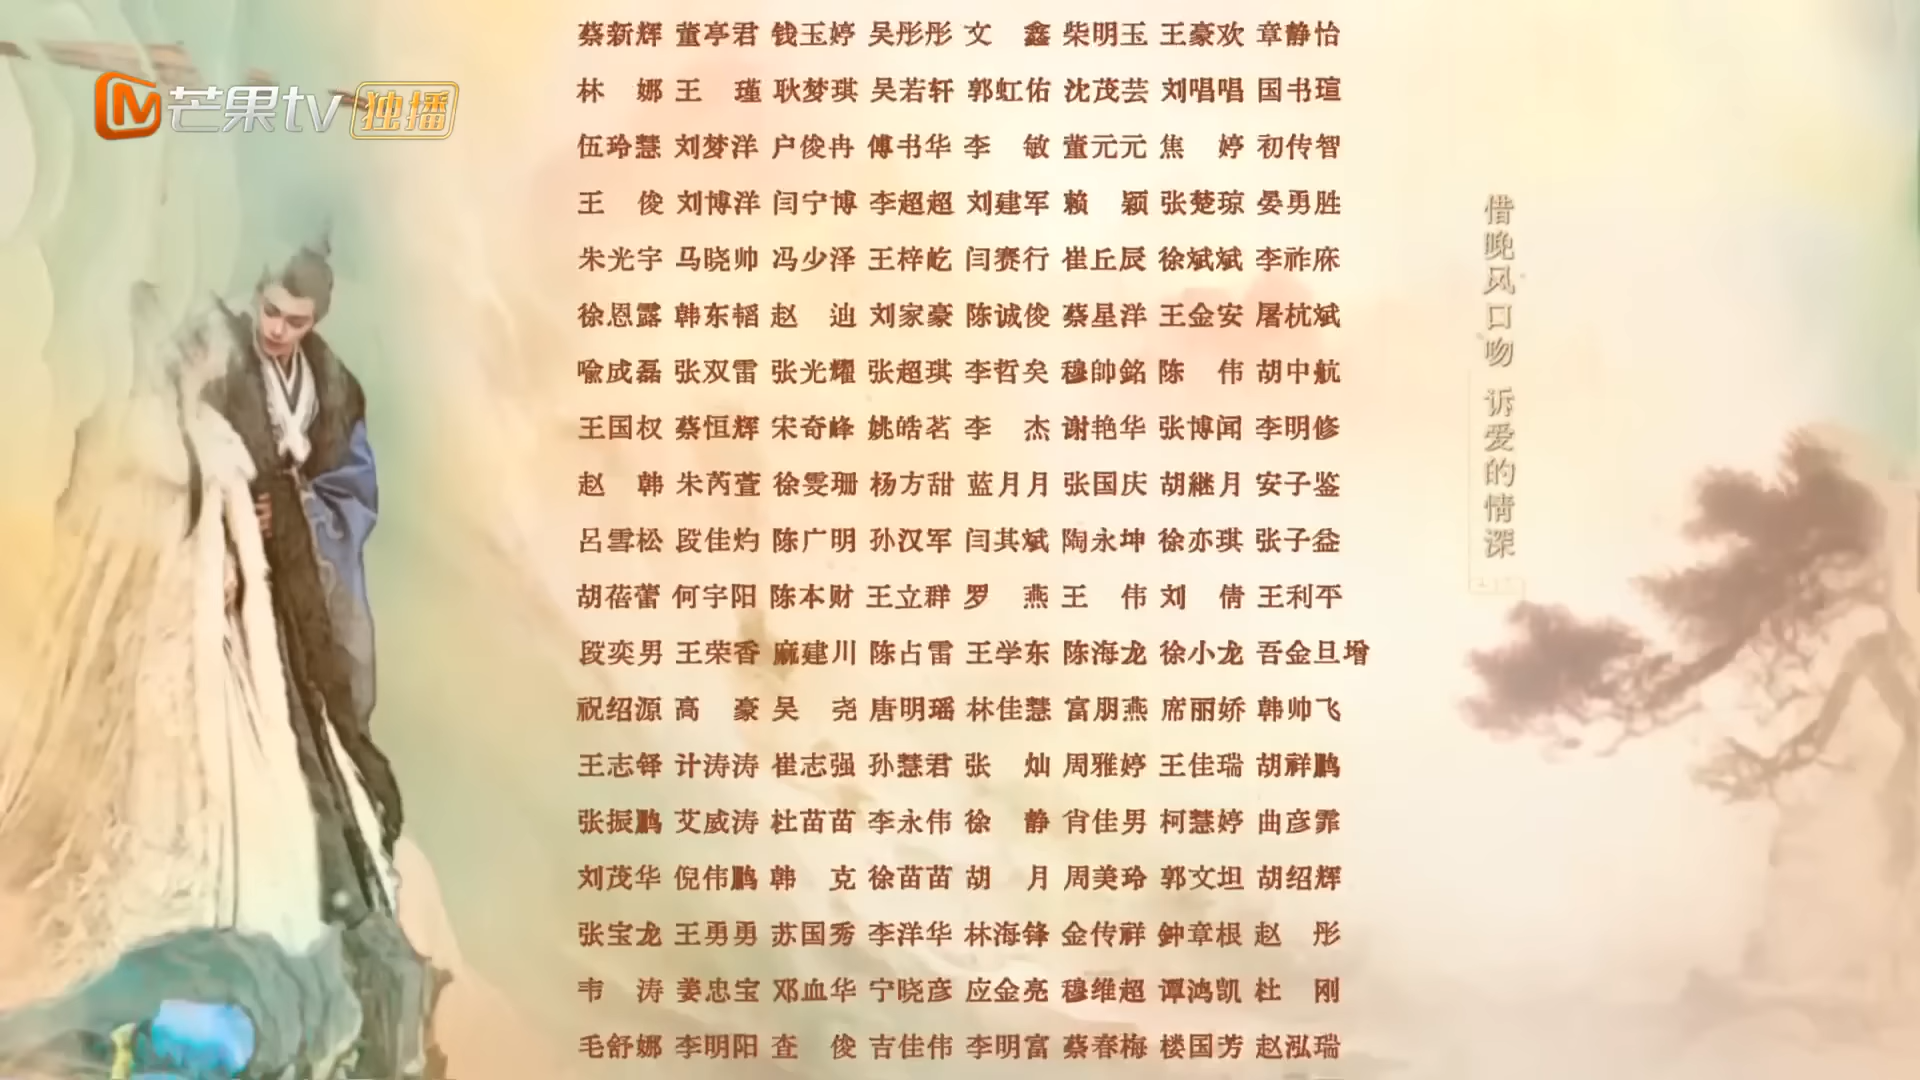 蔡新辉 董亭君 钱玉婷 吴彤彤 文　鑫 柴明玉 王豪欢 章静怡
芒果tv 独播
林　娜 王　瑾 耿梦琪 吴若轩 郭虹佑 沈茂芸 刘唱唱 国书瑄
伍玲慧 刘梦洋 户俊冉 傅书华 李　敏 董元元 焦　婷 初传智
王　俊 刘博洋 闫宁博 李超超 刘建军 赖　颖 张楚琼 晏勇胜
朱光宇 马晓帅 冯少泽 王梓屹 闫赛行 崔丘辰 徐斌斌 李祚庥
徐恩露 韩东韬 赵　迪 刘家豪 陈诚俊 蔡星洋 王金安 屠杭斌
喻成磊 张双雷 张光耀 张超琪 李哲矣 穆帥銘 陈　伟 胡中航
王国权 蔡恒辉 宋奇峰 姚皓茗 李　杰 谢艳华 张博闻 李明修
赵　韩 朱芮萱 徐雯珊 杨方甜 蓝月月 张国庆 胡継月 安子鉴
吕雪松 段佳灼 陈广明 孙汉军 闫其斌 陶永坤 徐亦琪 张子益
胡蓓蕾 何宇阳 陈本财 王立群 罗　燕 王　伟 刘　倩 王利平
段奕男 王荣香 麻建川 陈占雷 王学东 陈海龙 徐小龙 吾金旦增
祝绍源 高　豪 吴　尧 唐明瑶 林佳慧 富朋燕 席丽娇 韩帅飞
王志铎 计涛涛 崔志强 孙慧君 张　灿 周雅婷 王佳瑞 胡祥鹏
张振鹏 艾威涛 杜苗苗 李永伟 徐　静 肖佳男 柯慧婷 曲彦霏
刘茂华 倪伟鹏 韩　克 徐苗苗 胡　月 周美玲 郭文坦 胡绍辉
张宝龙 王勇勇 苏国秀 李洋华 林海锋 金传祥 鈡章根 赵　彤
韦　涛 姜忠宝 邓血华 宁晓彦 应金亮 穆维超 谭鸿凯 杜　刚
毛舒娜 李明阳 查　俊 吉佳伟 李明富 蔡春梅 楼国芳 赵泓瑞
借晚风口吻 诉爱的情深